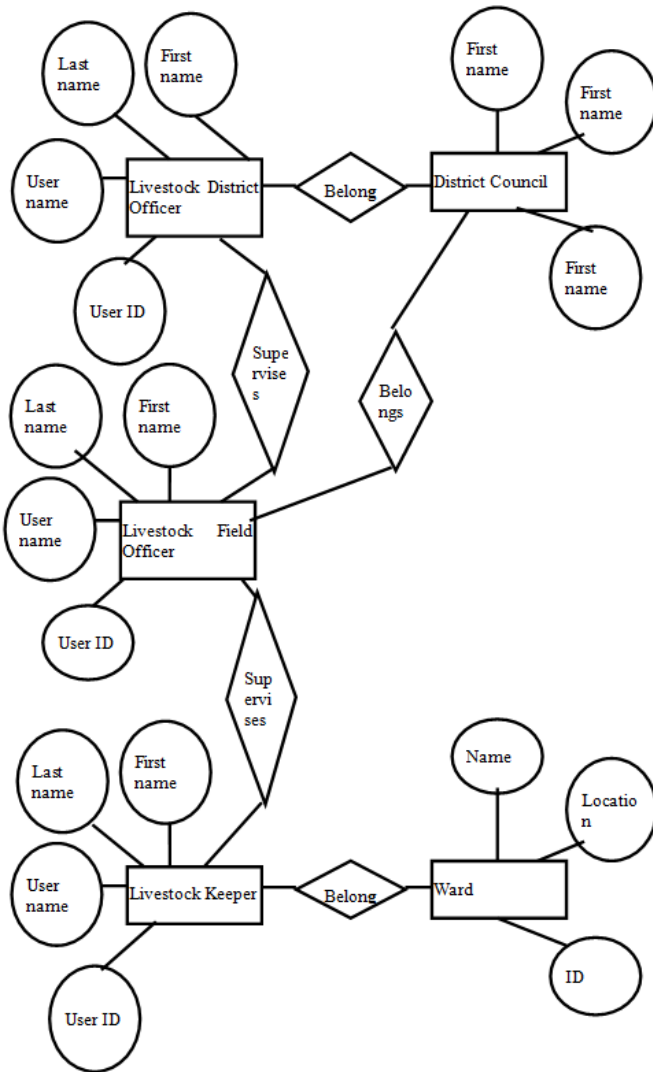 Last
name
First
name
First
name
First
name
User
name
Livestock District
Officer
Belong
District Council
First
name
User ID
Supe
rvise
s
Belo
ngs
Last
name
First
name
User
name
Livestock Field
Officer
User ID
Sup
ervi
ses
Last
name
First
name
Name
Locatio
n
User
name
Livestock Keeper
Belong
Ward
User ID
ID